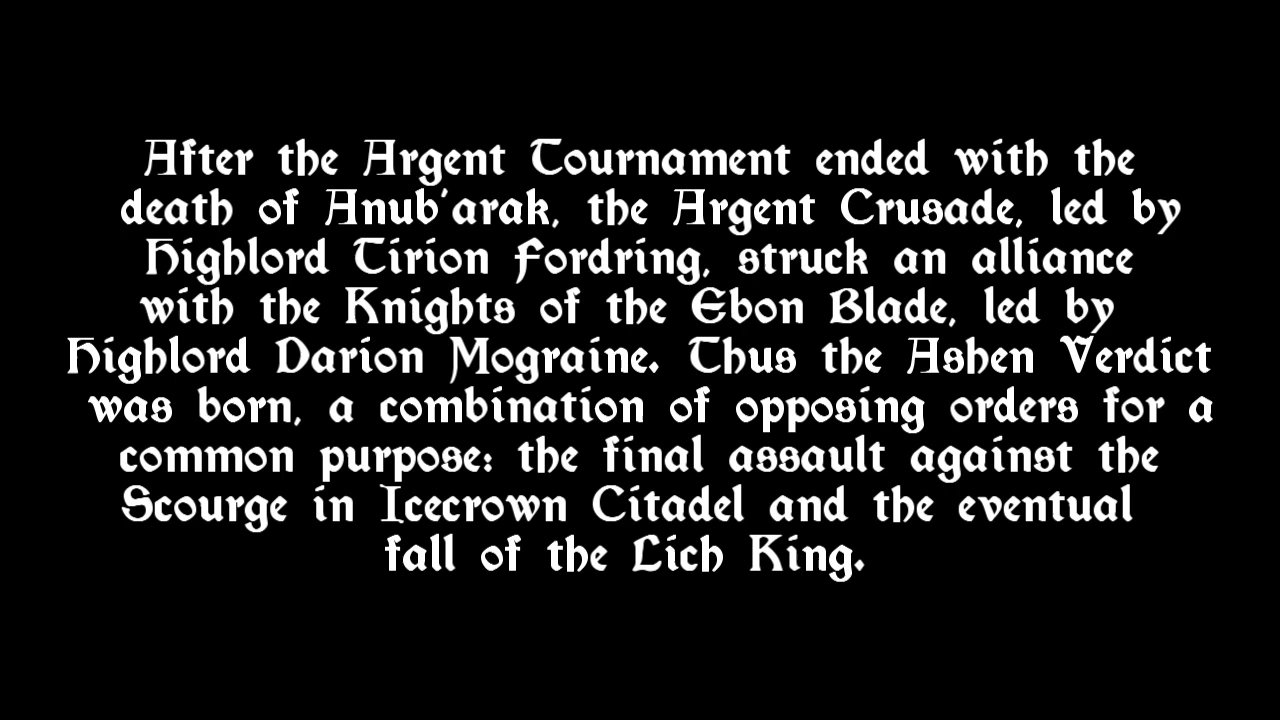 After the Argent Tournament ended with the
death of Anub'arak, the Argent Crusade, led by
Highlord Tirion Fordring, struck an alliance
with the Knights of the Ebon Blade, led by
Highlord Darion Mograine. Thus the Ashen Verdict
was born, a combination of opposing orders for a
common purpose: the final assault against the
Scourge in Icecrown Citadel and the eventual
fall of the Lich King.